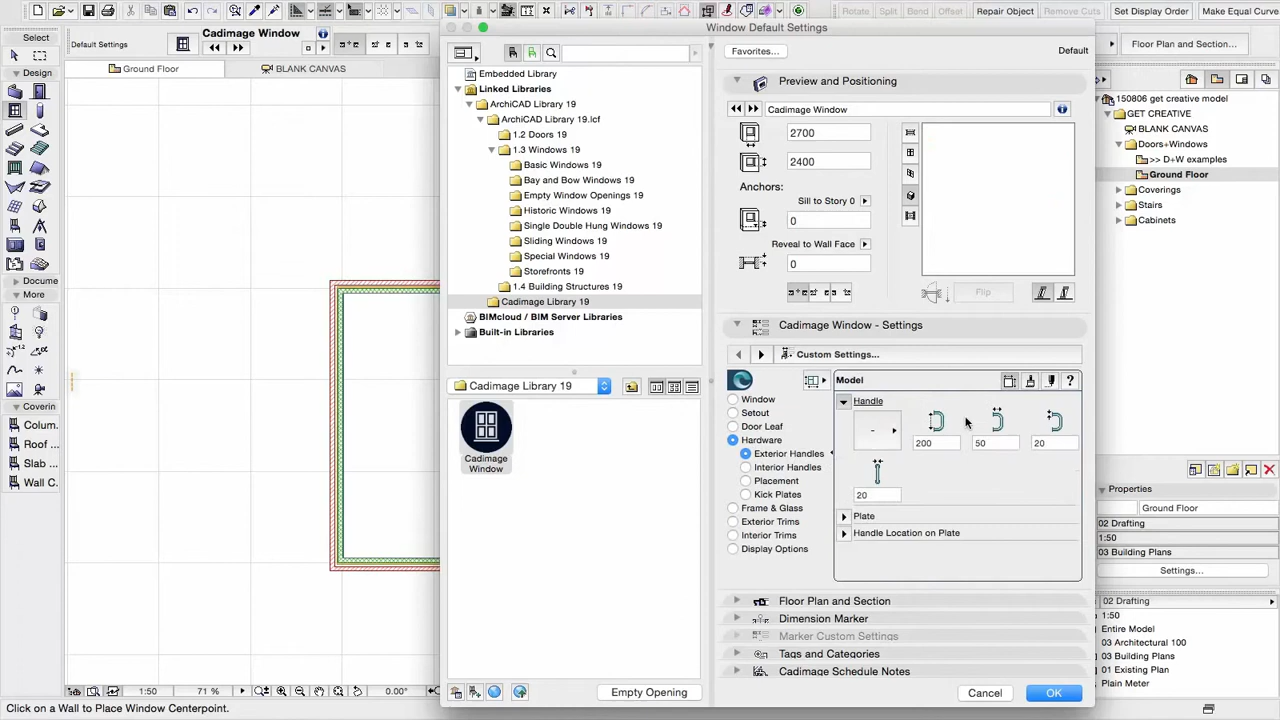 Window Default Settings
Rotate
Split
Bend
Offset
Repair Object
Remove Cuts
Set Display Order
Make Equal Curve
Select
Default Settings
Cadimage Window
Ground Floor
BLANK CANVAS
Design
Docume
More
Coverin
Colum.
Roof ...
Slab ...
Wall C.
Embedded Library
Linked Libraries
ArchiCAD Library 19
ArchiCAD Library 19.lcf
1.2 Doors 19
1.3 Windows 19
Basic Windows 19
Bay and Bow Windows 19
Empty Window Openings 19
Historic Windows 19
Single Double Hung Windows 19
Sliding Windows 19
Special Windows 19
Storefronts 19
1.4 Building Structures 19
Cadimage Library 19
BIMcloud / BIM Server Libraries
Built-in Libraries
Cadimage Library 19
Cadimage
Window
Empty Opening
Favorites...
Default
Preview and Positioning
Cadimage Window
2700
2400
Anchors:
Sill to Story 0
0
Reveal to Wall Face
0
Flip
Cadimage Window - Settings
Custom Settings...
Window
Setout
Door Leaf
Hardware
Exterior Handles
Interior Handles
Placement
Kick Plates
Frame & Glass
Exterior Trims
Interior Trims
Display Options
Model
?
Handle
-
200
50
20
20
Plate
Handle Location on Plate
Floor Plan and Section
Dimension Marker
Marker Custom Settings
Tags and Categories
Cadimage Schedule Notes
Cancel
OK
Floor Plan and Section...
150806 get creative model
GET CREATIVE
BLANK CANVAS
Doors+Windows
>> D+W examples
Ground Floor
Coverings
Stairs
Cabinets
Properties
Ground Floor
02 Drafting
1:50
03 Building Plans
Settings...
02 Drafting
1:50
Entire Model
03 Architectural 100
03 Building Plans
01 Existing Plan
Plain Meter
1:50
71 %
0.00°
Click on a Wall to Place Window Centerpoint.